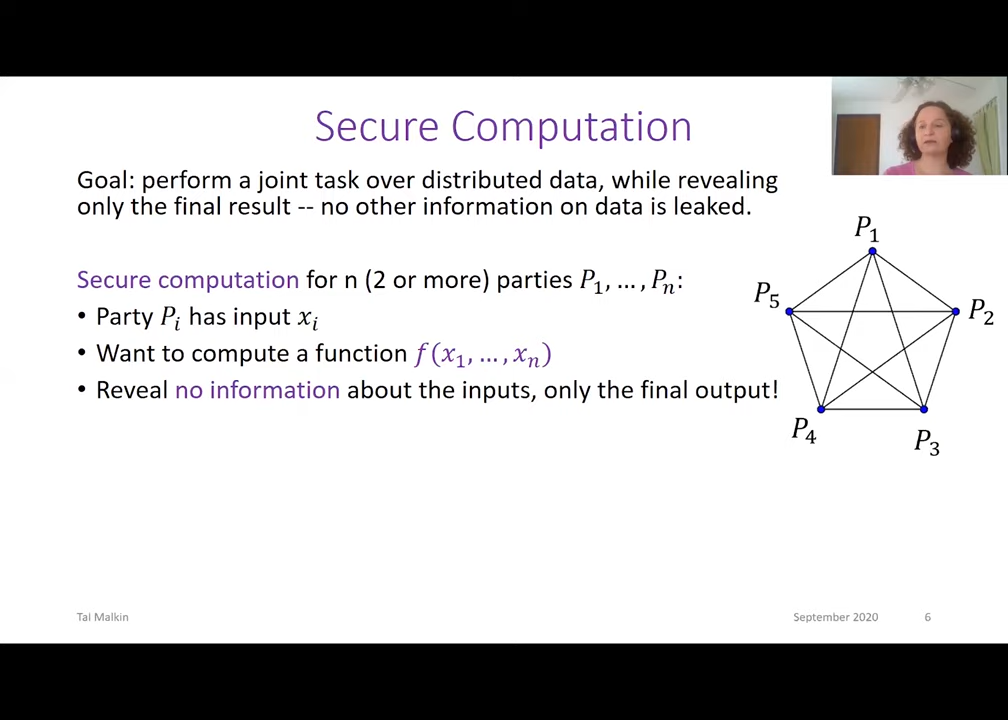 Secure Computation
Goal: perform a joint task over distributed data, while revealing
only the final result -- no other information on data is leaked.
Secure computation for n (2 or more) parties P₁, …, Pₙ:
• Party Pᵢ has input xᵢ
• Want to compute a function f(x₁, …, xₙ)
• Reveal no information about the inputs, only the final output!
P₁
P₅
P₂
P₄
P₃
Tal Malkin
September 2020
6